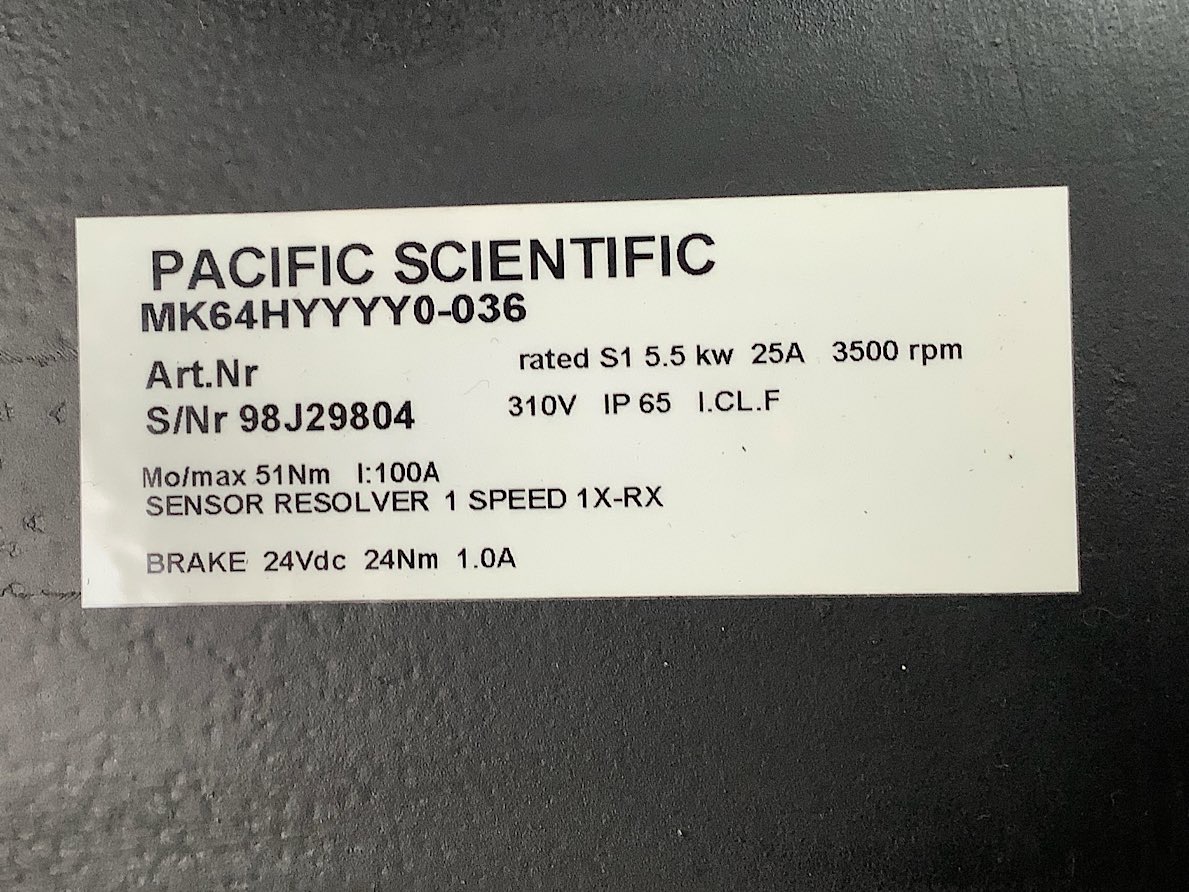 PACIFIC SCIENTIFIC
MK64HYYYY0-036
Art.Nr
rated S1 5.5 kw 25A 3500 rpm
S/Nr 98J29804
310V IP 65 I.CL.F
Mo/max 51Nm I:100A
SENSOR RESOLVER 1 SPEED 1X-RX
BRAKE 24Vdc 24Nm 1.0A